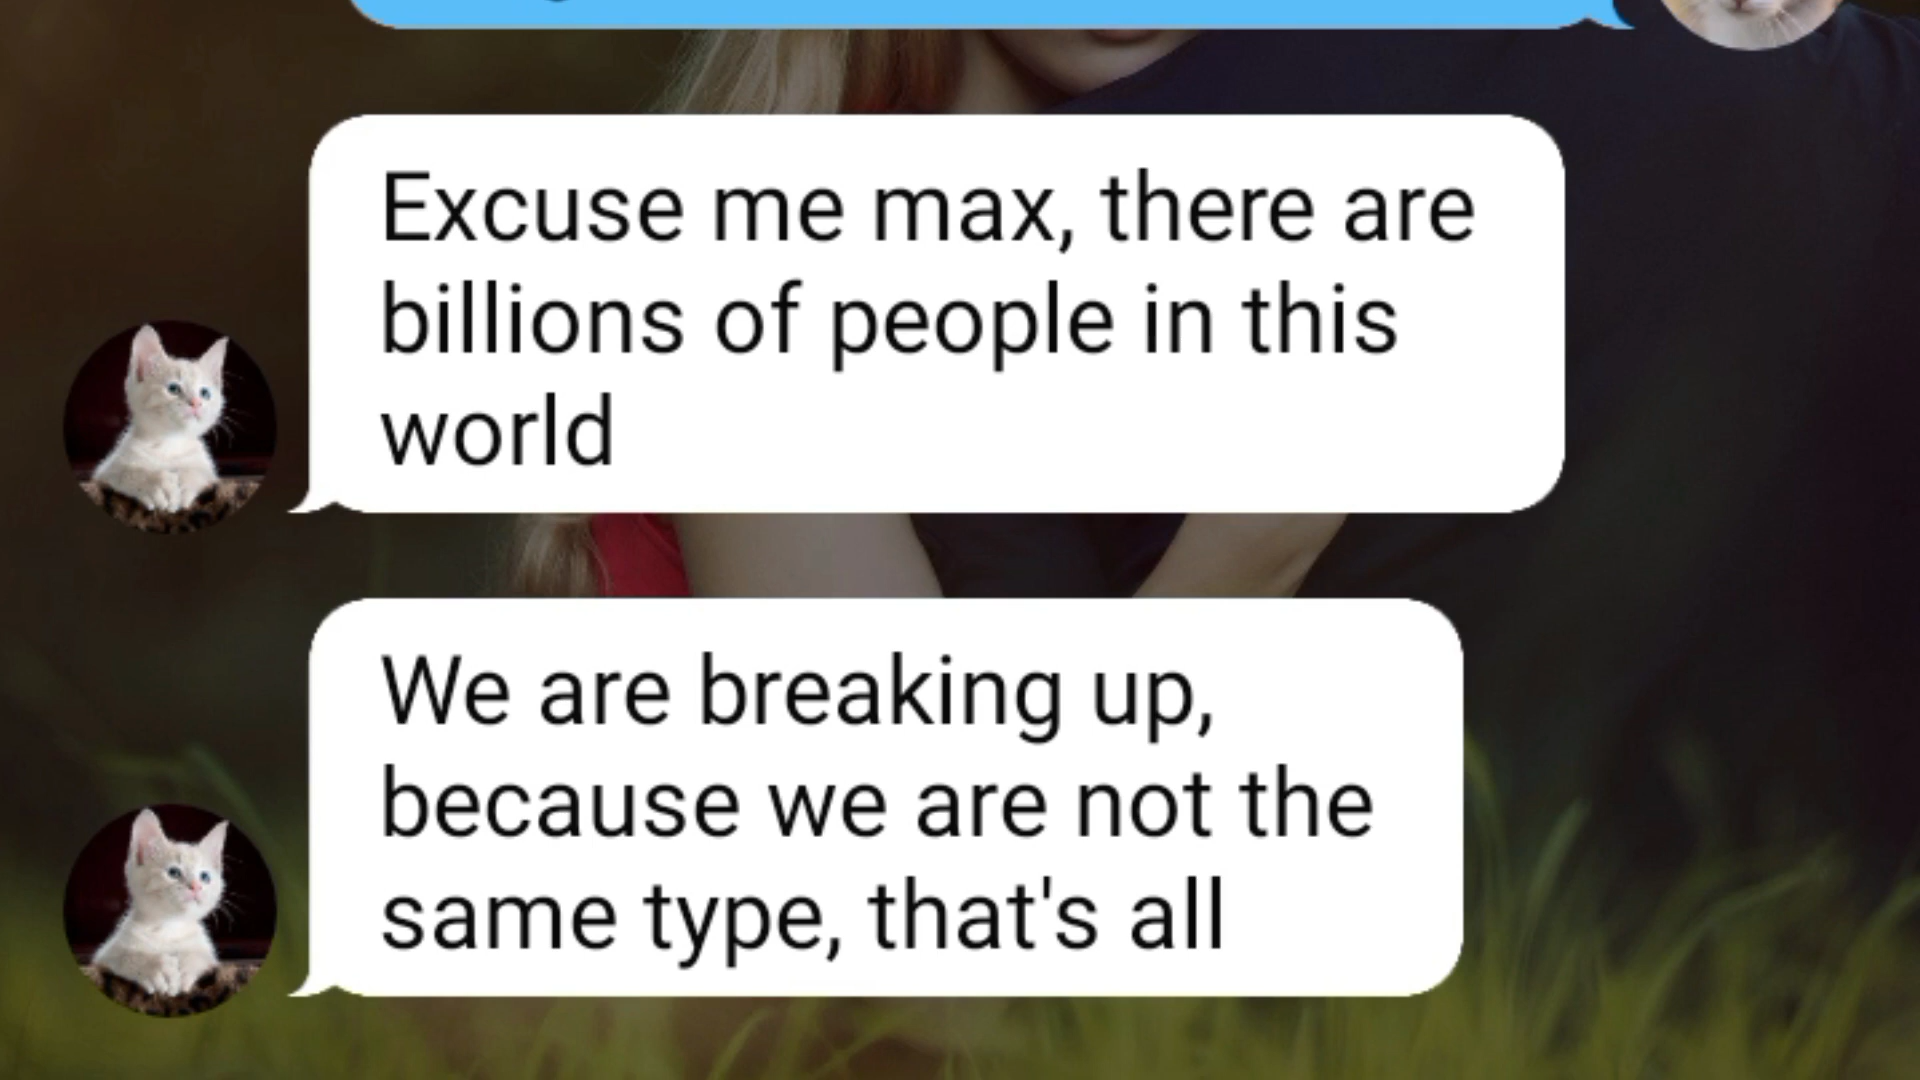 Excuse me max, there are
billions of people in this
world
We are breaking up,
because we are not the
same type, that's all